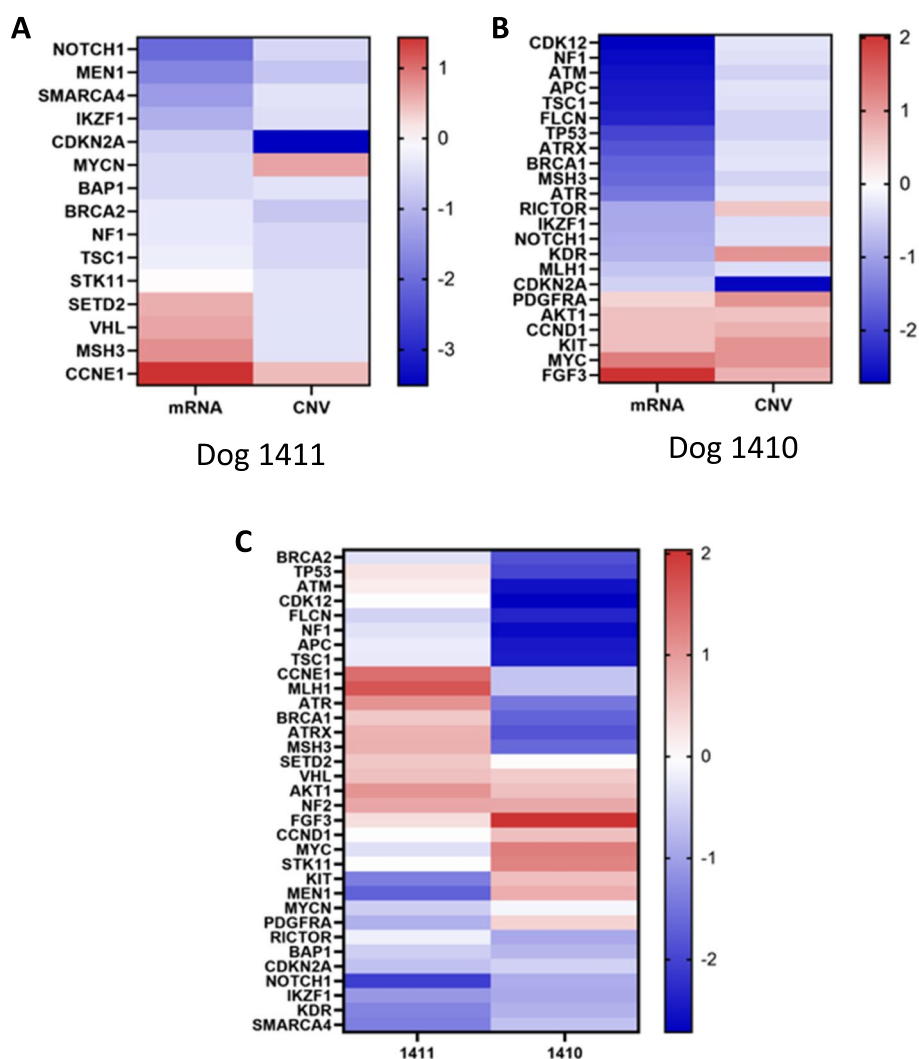 A
NOTCH1
MEN1
SMARCA4
IKZF1
CDKN2A
MYCN
BAP1
BRCA2
NF1
TSC1
STK11
SETD2
VHL
MSH3
CCNE1
mRNA CNV
1
0
-1
-2
-3
Dog 1411
B
CDK12
NF1
ATM
APC
TSC1
FLCN
TP53
ATRX
BRCA1
MSH3
ATR
RICTOR
IKZF1
NOTCH1
KDR
MLH1
CDKN2A
PDGFRA
AKT1
CCND1
KIT
MYC
FGF3
mRNA CNV
2
1
0
-1
-2
Dog 1410
C
BRCA2
TP53
ATM
CDK12
FLCN
NF1
APC
TSC1
CCNE1
MLH1
ATR
BRCA1
ATRX
MSH3
SETD2
VHL
AKT1
NF2
FGF3
CCND1
MYC
STK11
KIT
MEN1
MYCN
PDGFRA
RICTOR
BAP1
CDKN2A
NOTCH1
IKZF1
KDR
SMARCA4
1411 1410
2
1
0
-1
-2